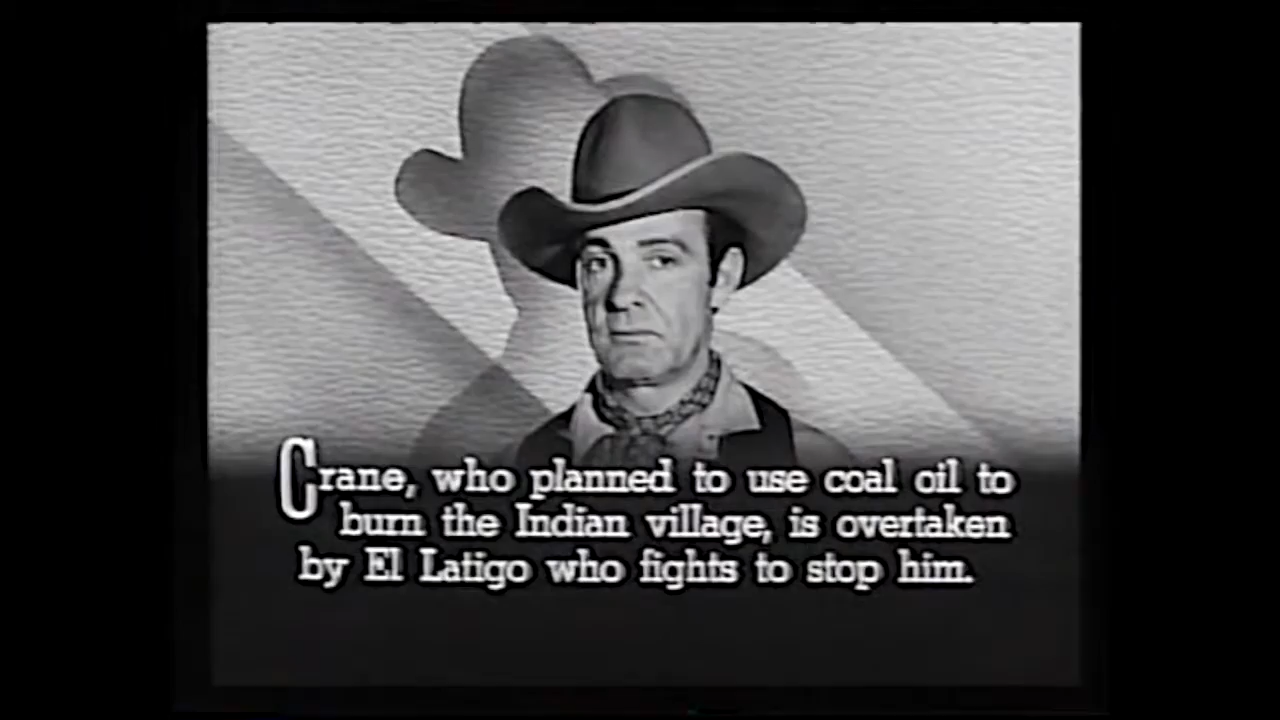 Crane, who planned to use coal oil to
burn the Indian village, is overtaken
by El Latigo who fights to stop him.